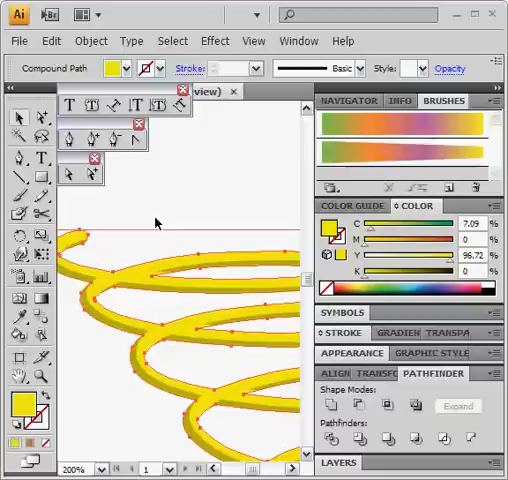 Ai Br
File Edit Object Type Select Effect View Window Help
Compound Path Stroke: Basic Style: Opacity
view) ×
NAVIGATOR INFO BRUSHES
COLOR GUIDE COLOR
C 7.09 %
M 0 %
Y 96.72 %
K 0 %
SYMBOLS
STROKE GRADIEN TRANSPA
APPEARANCE GRAPHIC STYLE
ALIGN TRANSFO PATHFINDER
Shape Modes:
Expand
Pathfinders:
LAYERS
200% 1